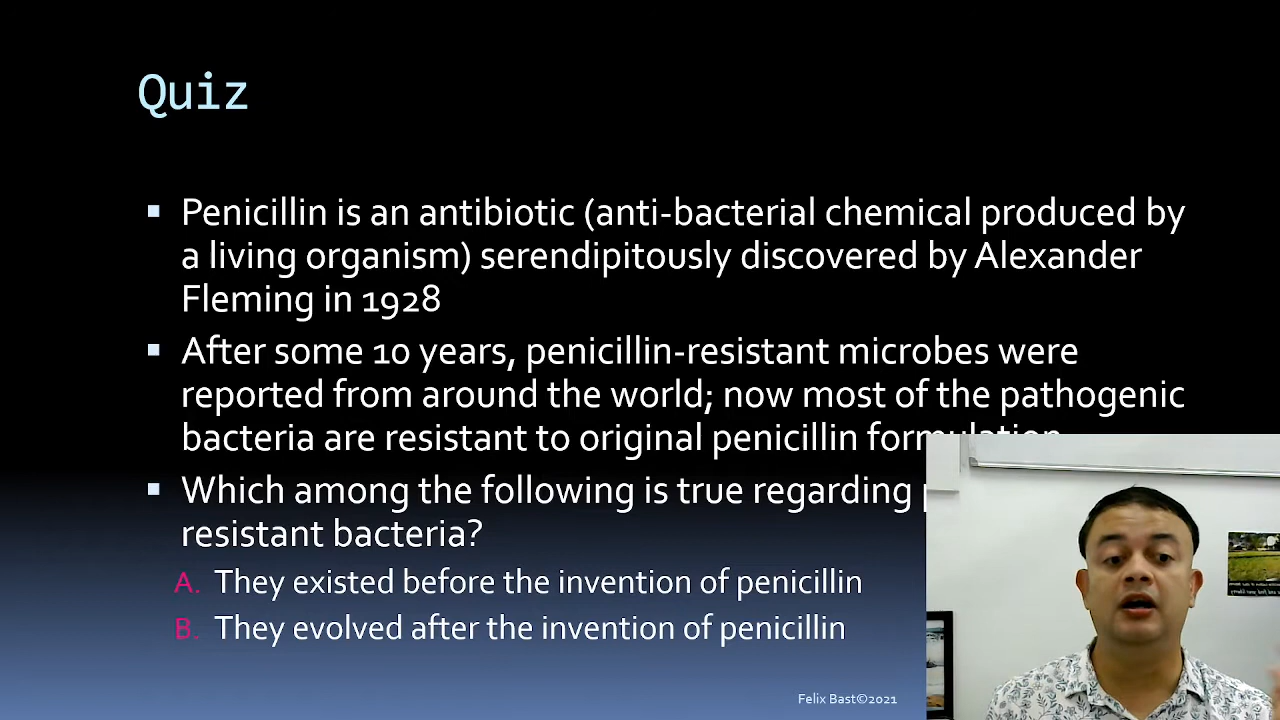 Quiz
▪ Penicillin is an antibiotic (anti-bacterial chemical produced by
a living organism) serendipitously discovered by Alexander
Fleming in 1928
▪ After some 10 years, penicillin-resistant microbes were
reported from around the world; now most of the pathogenic
bacteria are resistant to original penicillin formulation
▪ Which among the following is true regarding
resistant bacteria?
A. They existed before the invention of penicillin
B. They evolved after the invention of penicillin
Felix Bast©2021